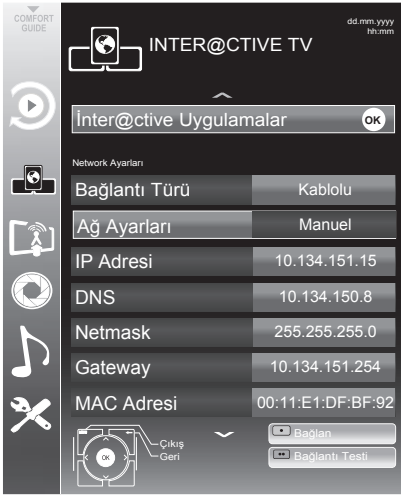 COMFORT
GUIDE
INTER@CTIVE TV
dd.mm.yyyy
hh:mm
İnter@ctive Uygulamalar
OK
Network Ayarları
Bağlantı Türü
Kablolu
Ağ Ayarları
Manuel
IP Adresi
10.134.151.15
DNS
10.134.150.8
Netmask
255.255.255.0
Gateway
10.134.151.254
MAC Adresi
00:11:E1:DF:BF:92
OK
Çıkış
Geri
Bağlan
Bağlantı Testi